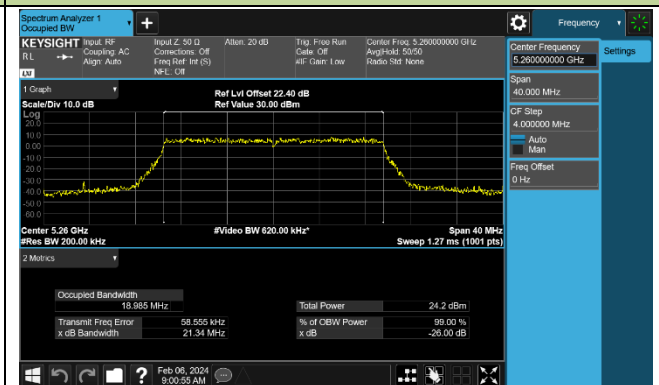 Spectrum Analyzer 1
Occupied BW
+
Frequency
KEYSIGHT
RL
Input: RF
Coupling: AC
Align: Auto
Input Z: 50 Ω
Corrections: Off
Freq Ref: Int (S)
NFE: Off
Atten: 20 dB
Trig: Free Run
Gate: Off
#IF Gain: Low
Center Freq: 5.260000000 GHz
Avg|Hold: 50/50
Radio Std: None
LXI
Center Frequency
5.260000000 GHz
Settings
Span
40.000 MHz
CF Step
4.000000 MHz
Auto
Man
Freq Offset
0 Hz
1 Graph
Scale/Div 10.0 dB
Ref Lvl Offset 22.40 dB
Ref Value 30.00 dBm
Log
20.0
10.0
0.00
-10.0
-20.0
-30.0
-40.0
-50.0
-60.0
Center 5.26 GHz
#Video BW 620.00 kHz*
Span 40 MHz
#Res BW 200.00 kHz
Sweep 1.27 ms (1001 pts)
2 Metrics
Occupied Bandwidth
18.985 MHz
Total Power 24.2 dBm
Transmit Freq Error 58.555 kHz
% of OBW Power 99.00 %
x dB Bandwidth 21.34 MHz
x dB -26.00 dB
?
Feb 06, 2024
9:00:55 AM